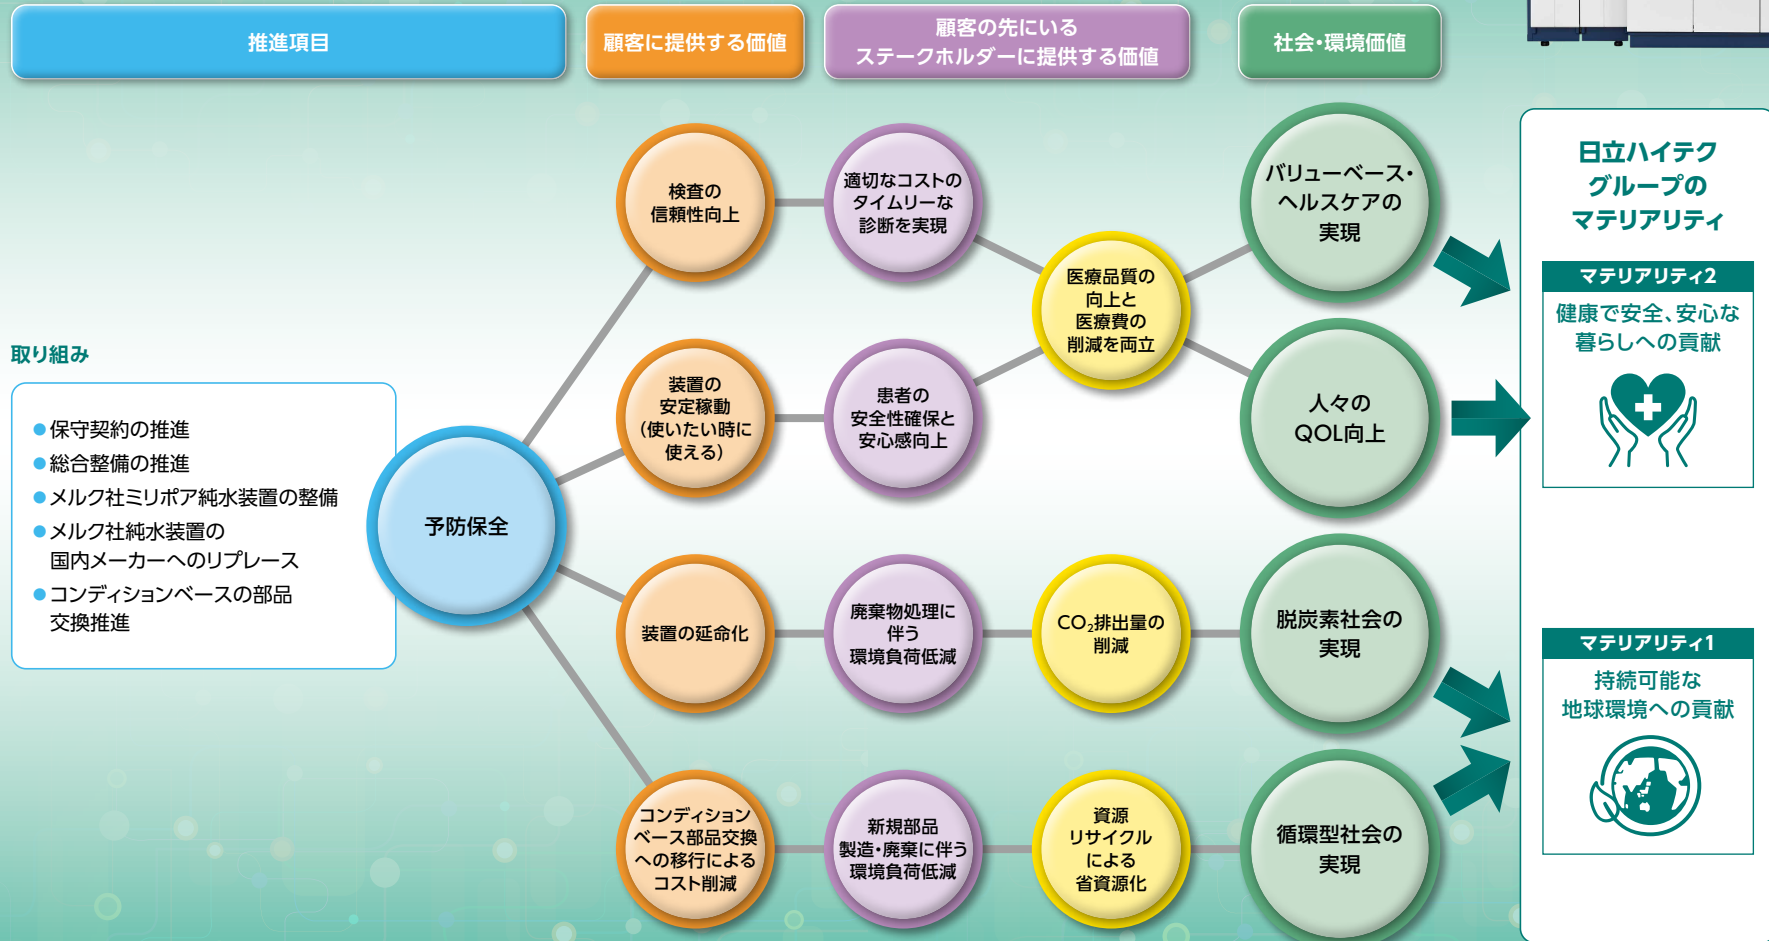 推進項目
顧客に提供する価値
顧客の先にいる
ステークホルダーに提供する価値
社会・環境価値
取り組み
●保守契約の推進
●総合整備の推進
●メルク社ミリポア純水装置の整備
●メルク社純水装置の
国内メーカーへのリプレース
●コンディションベースの部品
交換推進
予防保全
検査の
信頼性向上
適切なコストの
タイムリーな
診断を実現
装置の
安定稼動
（使いたい時に
使える）
患者の
安全性確保と
安心感向上
医療品質の
向上と
医療費の
削減を両立
バリューベース・
ヘルスケアの
実現
人々の
QOL向上
装置の延命化
廃棄物処理に
伴う
環境負荷低減
CO₂排出量の
削減
脱炭素社会の
実現
コンディション
ベース部品交換
への移行による
コスト削減
新規部品
製造・廃棄に伴う
環境負荷低減
資源
リサイクル
による
省資源化
循環型社会の
実現
日立ハイテク
グループの
マテリアリティ
マテリアリティ2
健康で安全、安心な
暮らしへの貢献
マテリアリティ1
持続可能な
地球環境への貢献